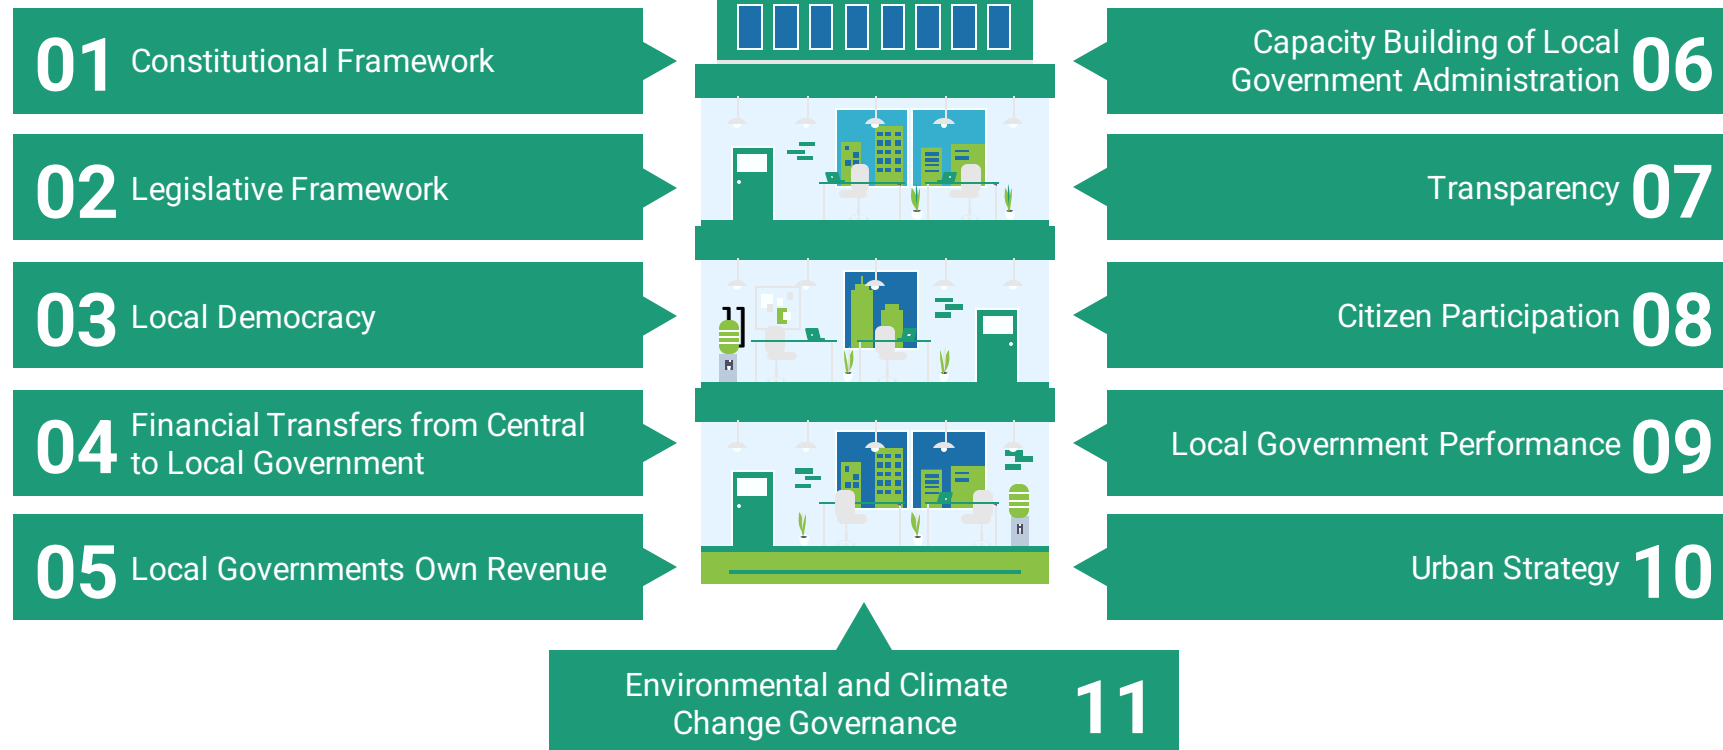 01 Constitutional Framework
02 Legislative Framework
03 Local Democracy
04 Financial Transfers from Central
to Local Government
05 Local Governments Own Revenue
Capacity Building of Local
Government Administration 06
Transparency 07
Citizen Participation 08
Local Government Performance 09
Urban Strategy 10
Environmental and Climate
Change Governance 11